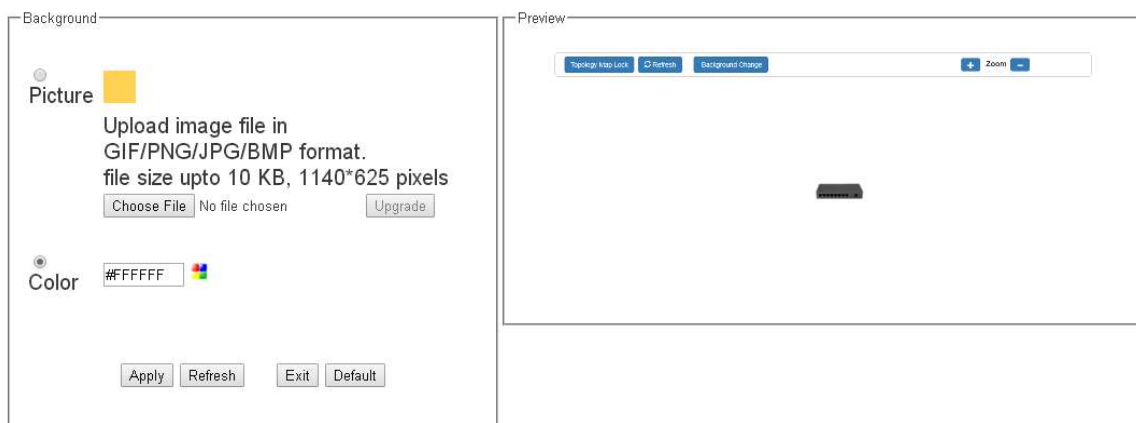 Background
Picture
Upload image file in
GIF/PNG/JPG/BMP format.
file size upto 10 KB, 1140*625 pixels
Choose File No file chosen Upgrade
Color #FFFFFF
Apply Refresh Exit Default
Preview
Topology Map Lock Refresh Background Change + Zoom −